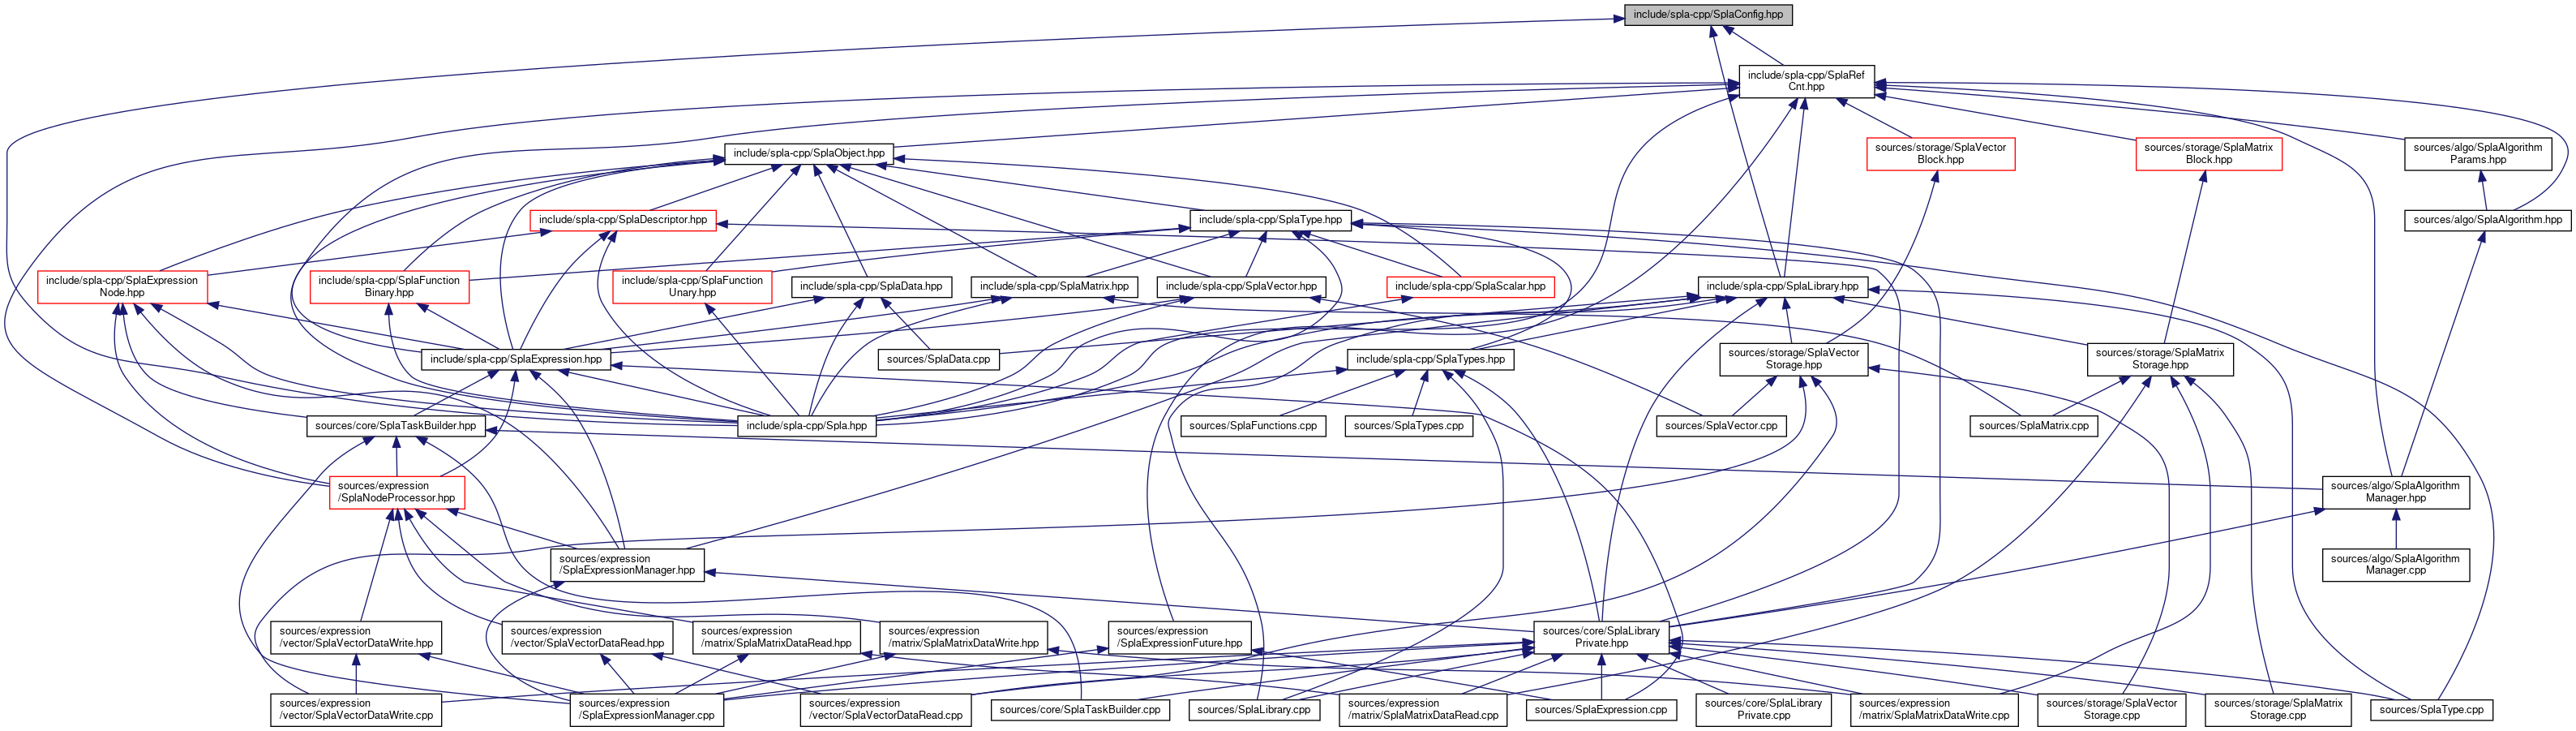 include/spla-cpp/SplaConfig.hpp
include/spla-cpp/SplaRef
Cnt.hpp
include/spla-cpp/SplaObject.hpp
sources/storage/SplaVector
Block.hpp
sources/storage/SplaMatrix
Block.hpp
sources/algo/SplaAlgorithm
Params.hpp
include/spla-cpp/SplaDescriptor.hpp
include/spla-cpp/SplaType.hpp
sources/algo/SplaAlgorithm.hpp
include/spla-cpp/SplaExpression
Node.hpp
include/spla-cpp/SplaFunction
Binary.hpp
include/spla-cpp/SplaFunction
Unary.hpp
include/spla-cpp/SplaData.hpp
include/spla-cpp/SplaMatrix.hpp
include/spla-cpp/SplaVector.hpp
include/spla-cpp/SplaScalar.hpp
include/spla-cpp/SplaLibrary.hpp
include/spla-cpp/SplaExpression.hpp
sources/SplaData.cpp
include/spla-cpp/SplaTypes.hpp
sources/storage/SplaVector
Storage.hpp
sources/storage/SplaMatrix
Storage.hpp
sources/core/SplaTaskBuilder.hpp
include/spla-cpp/Spla.hpp
sources/SplaFunctions.cpp
sources/SplaTypes.cpp
sources/SplaVector.cpp
sources/SplaMatrix.cpp
sources/expression
/SplaNodeProcessor.hpp
sources/algo/SplaAlgorithm
Manager.hpp
sources/expression
/SplaExpressionManager.hpp
sources/algo/SplaAlgorithm
Manager.cpp
sources/expression
/vector/SplaVectorDataWrite.hpp
sources/expression
/vector/SplaVectorDataRead.hpp
sources/expression
/matrix/SplaMatrixDataRead.hpp
sources/expression
/matrix/SplaMatrixDataWrite.hpp
sources/expression
/SplaExpressionFuture.hpp
sources/core/SplaLibrary
Private.hpp
sources/expression
/vector/SplaVectorDataWrite.cpp
sources/expression
/SplaExpressionManager.cpp
sources/expression
/vector/SplaVectorDataRead.cpp
sources/core/SplaTaskBuilder.cpp
sources/SplaLibrary.cpp
sources/expression
/matrix/SplaMatrixDataRead.cpp
sources/SplaExpression.cpp
sources/core/SplaLibrary
Private.cpp
sources/expression
/matrix/SplaMatrixDataWrite.cpp
sources/storage/SplaVector
Storage.cpp
sources/storage/SplaMatrix
Storage.cpp
sources/SplaType.cpp